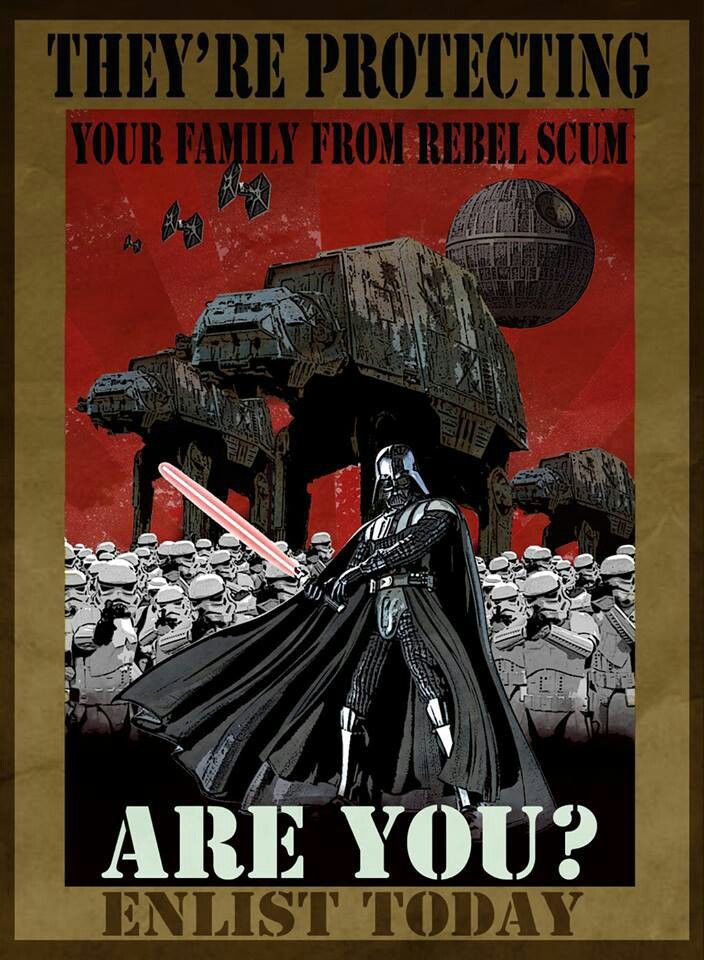 THEY'RE PROTECTING
YOUR FAMILY FROM REBEL SCUM
ARE YOU?
ENLIST TODAY